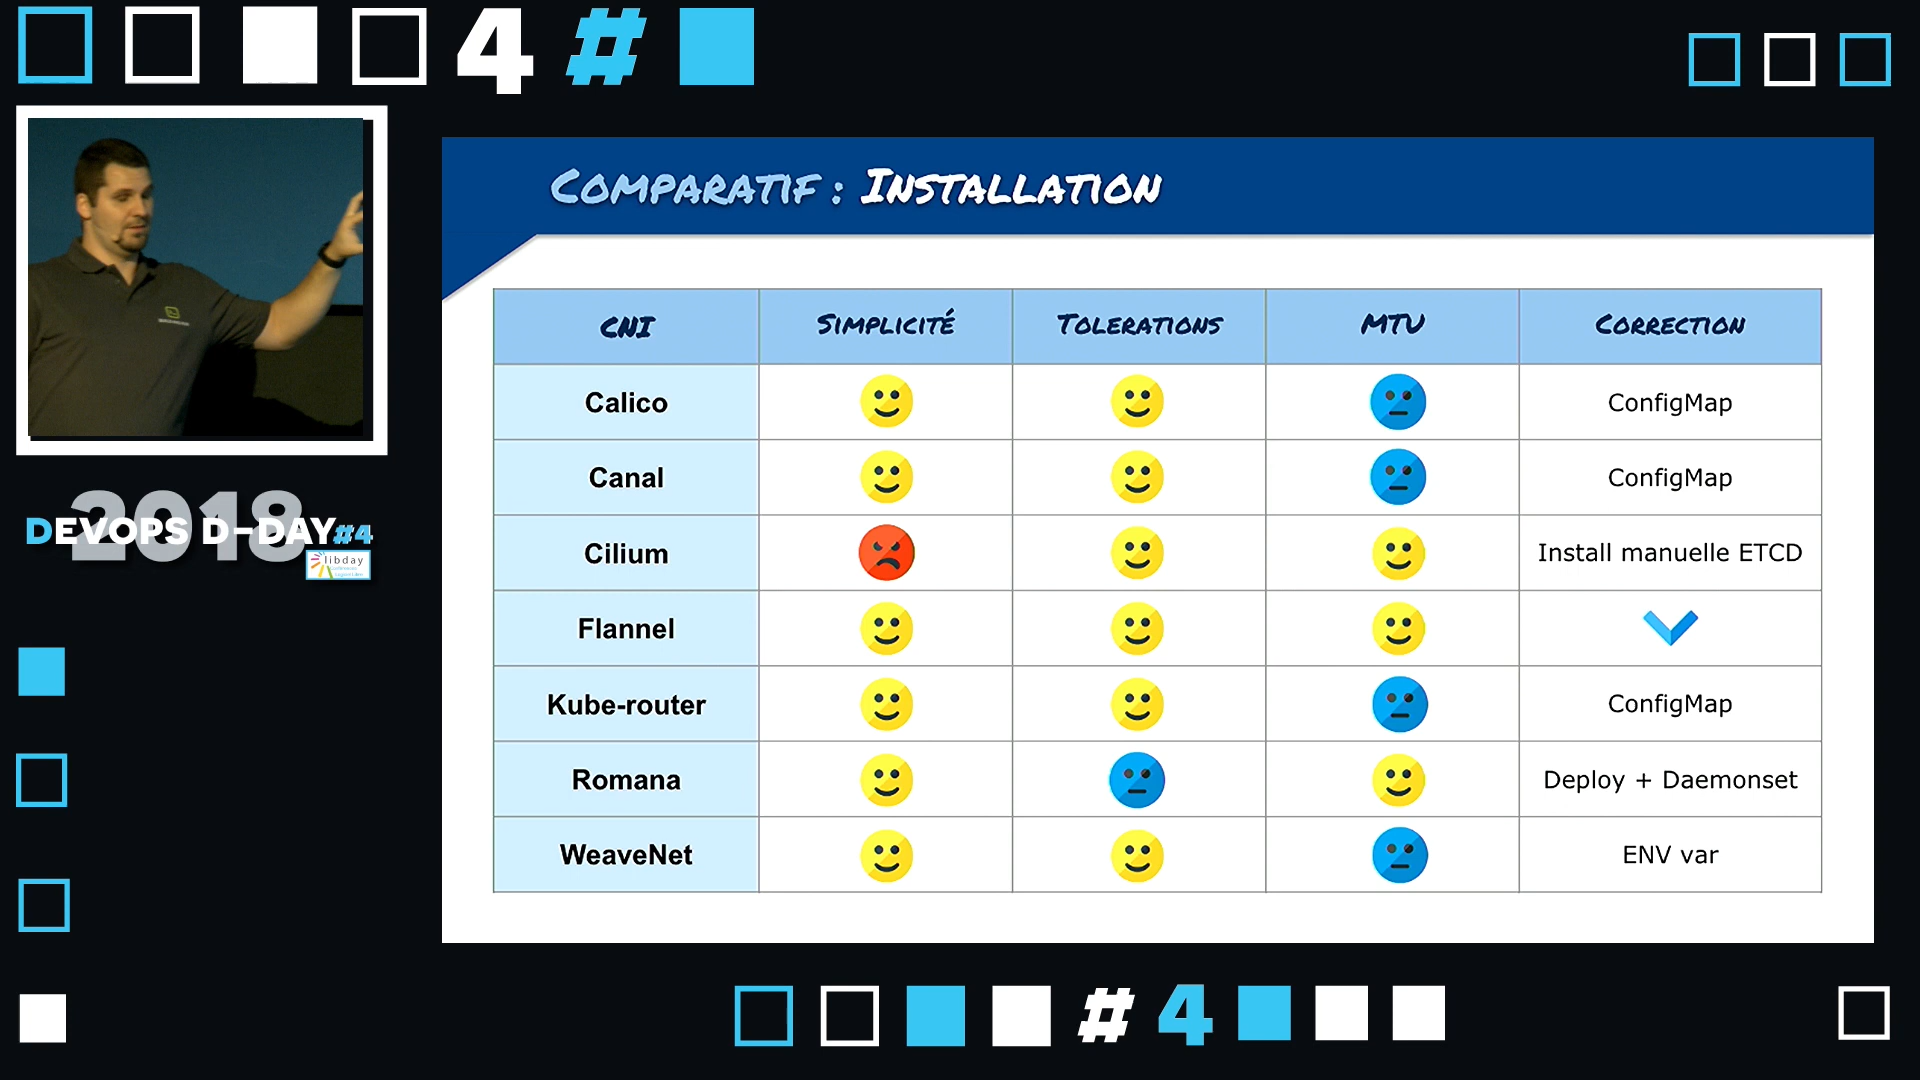 4 #
COMPARATIF : INSTALLATION
CNI SIMPLICITÉ TOLERATIONS MTU CORRECTION
Calico ConfigMap
Canal ConfigMap
Cilium Install manuelle ETCD
Flannel
Kube-router ConfigMap
Romana Deploy + Daemonset
WeaveNet ENV var
2018
DEVOPS D-DAY#4
libday
# 4